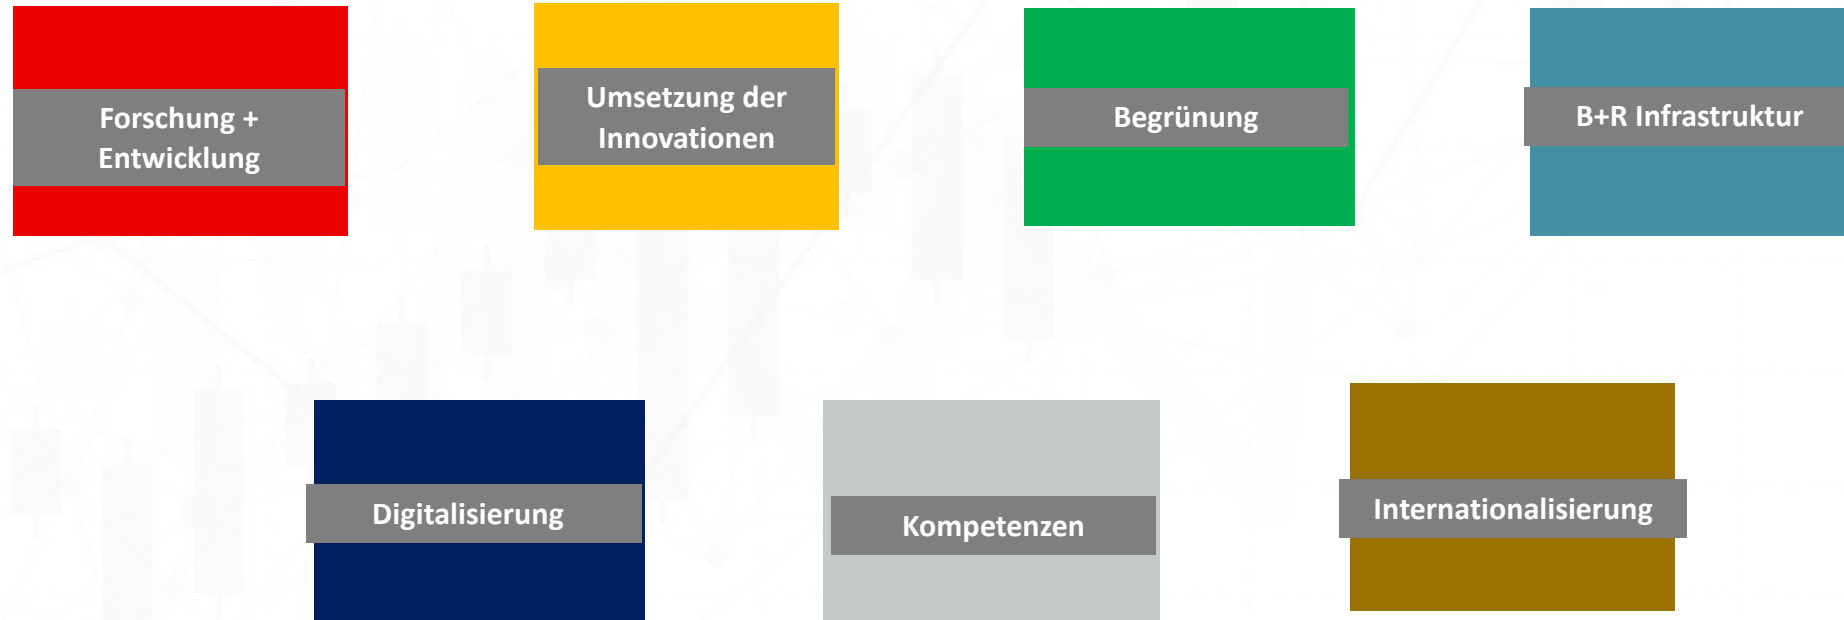 Forschung +
Entwicklung
Umsetzung der
Innovationen
Begrünung
B+R Infrastruktur
Digitalisierung
Kompetenzen
Internationalisierung